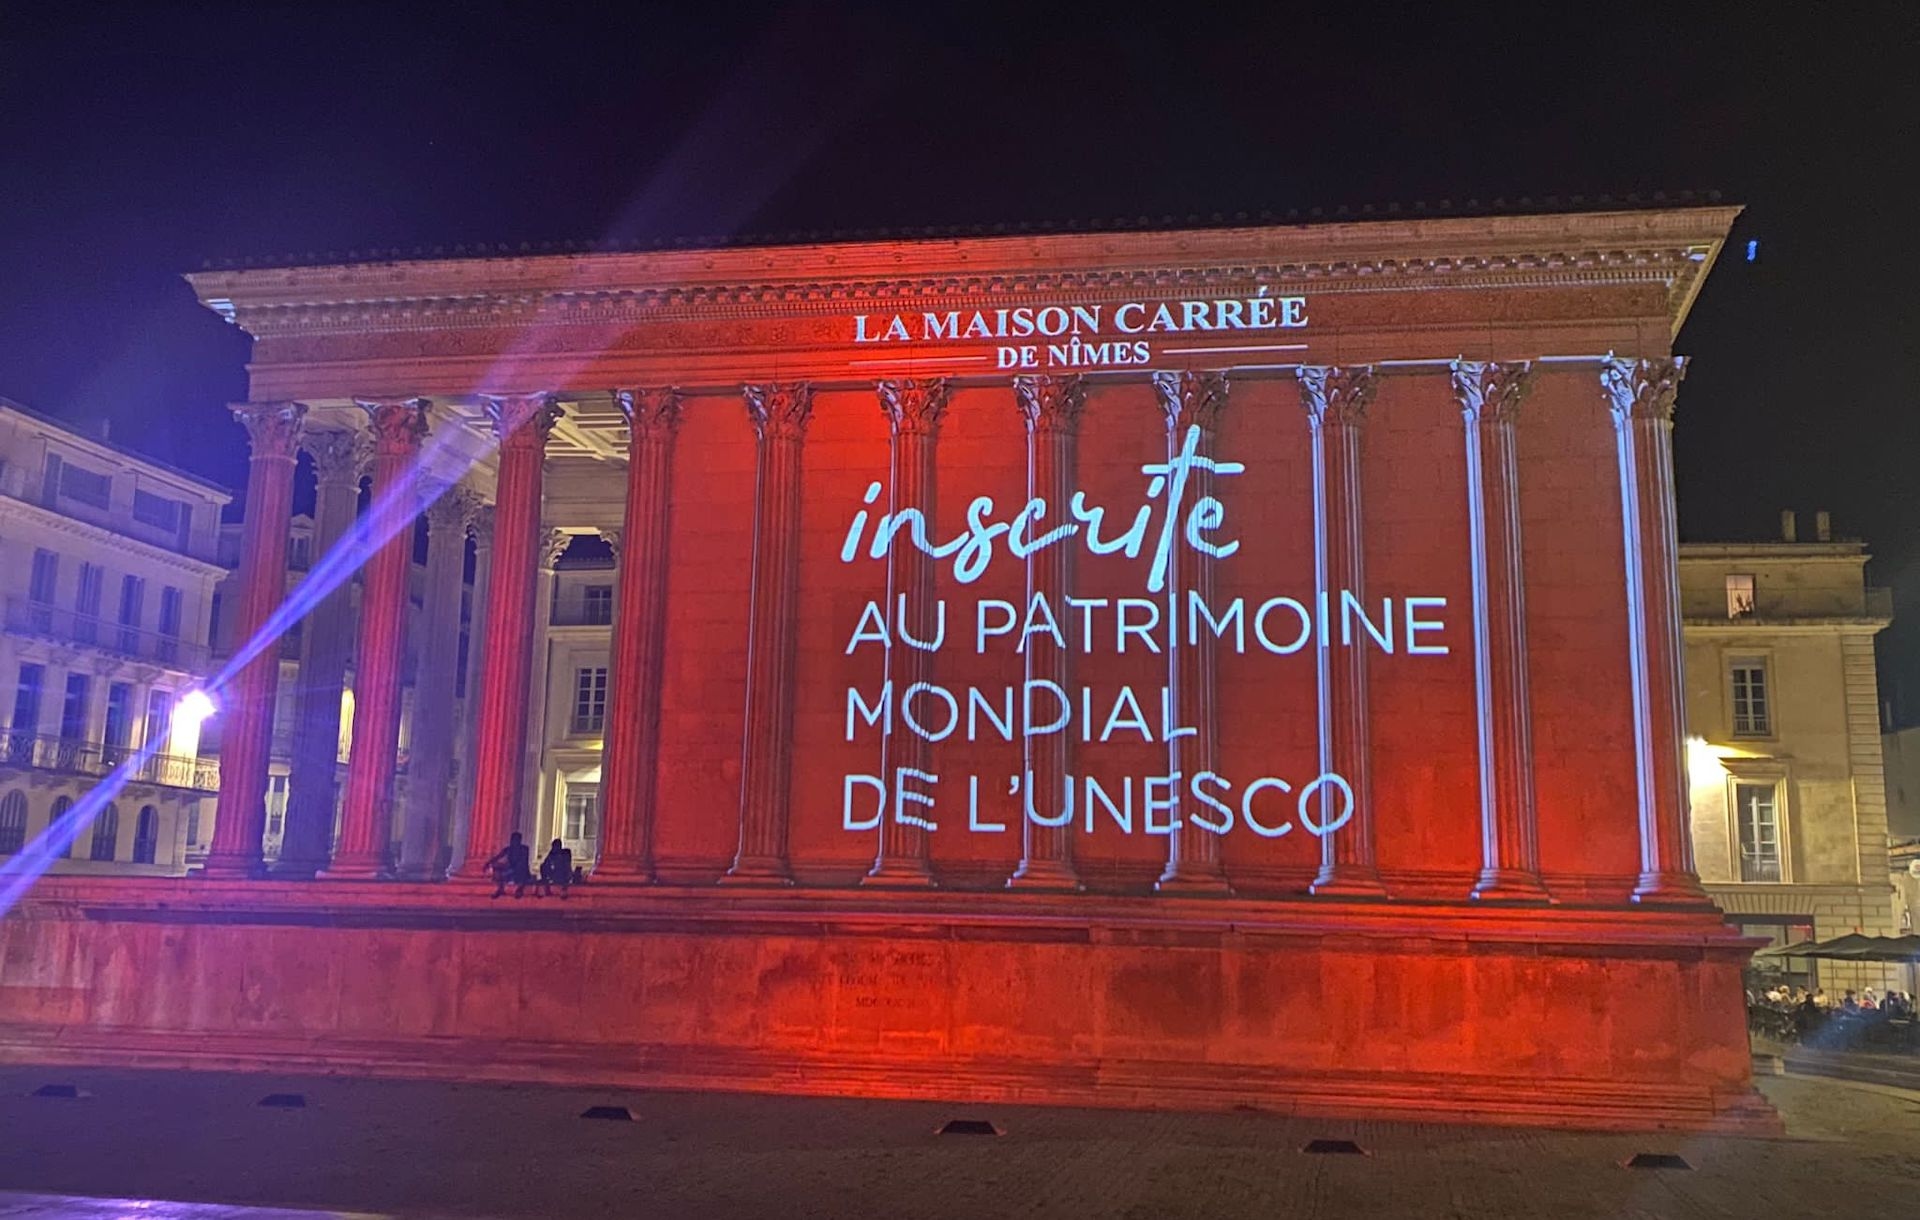 LA MAISON CARRÉE
DE NÎMES
inscrite
AU PATRIMOINE
MONDIAL
DE L'UNESCO